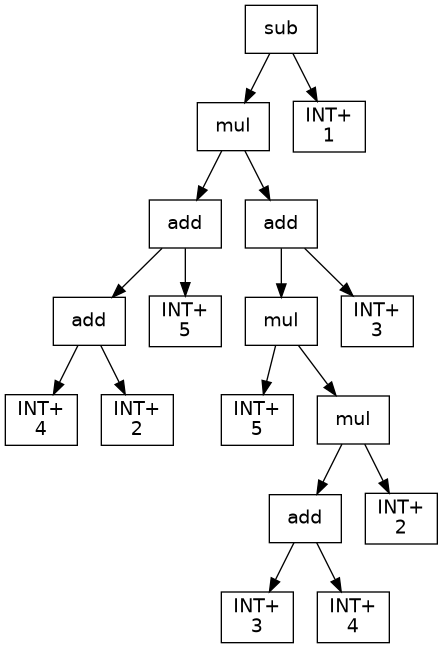 sub
mul
INT+
1
add
add
add
INT+
5
mul
INT+
3
INT+
4
INT+
2
INT+
5
mul
add
INT+
2
INT+
3
INT+
4